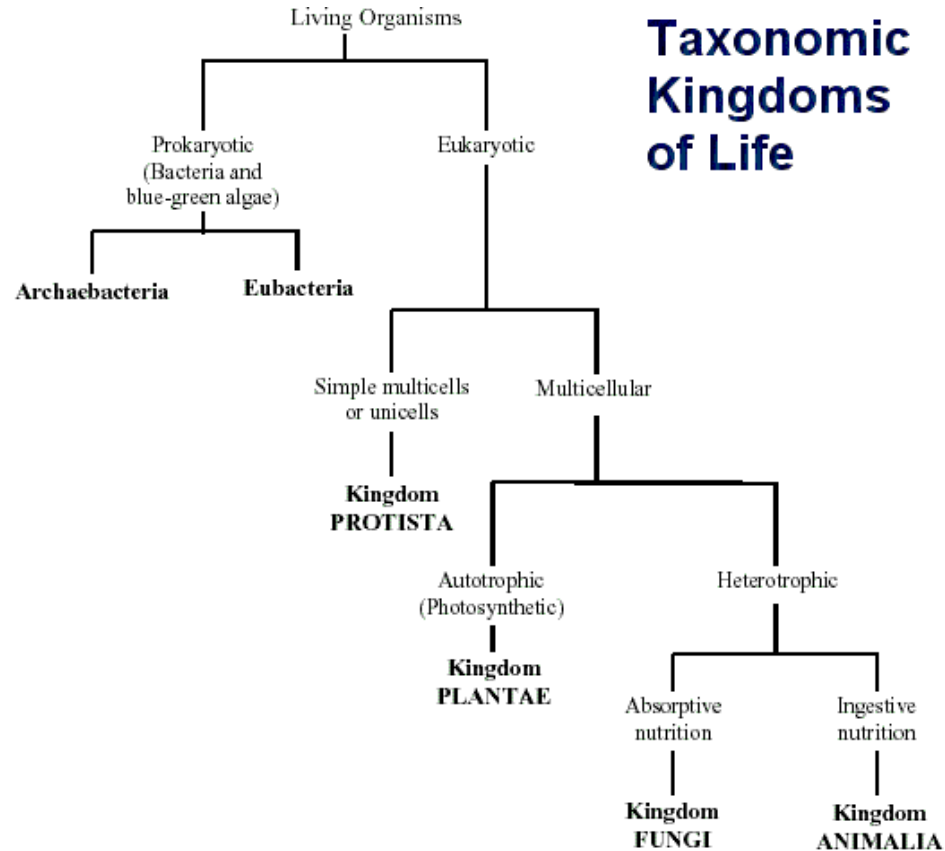 Living Organisms
Taxonomic
Kingdoms
of Life
Prokaryotic
(Bacteria and
blue-green algae)
Eukaryotic
Archaebacteria
Eubacteria
Simple multicells
or unicells
Multicellular
Kingdom
PROTISTA
Autotrophic
(Photosynthetic)
Heterotrophic
Kingdom
PLANTAE
Absorptive
nutrition
Ingestive
nutrition
Kingdom
FUNGI
Kingdom
ANIMALIA